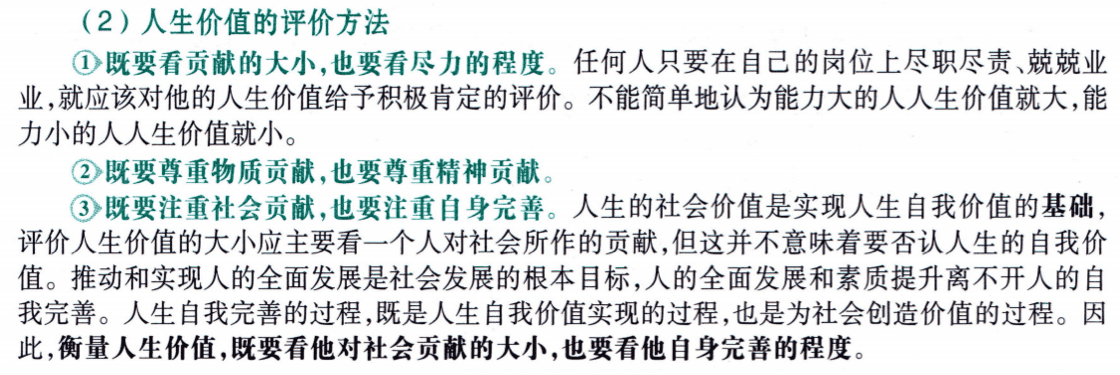 (2)人生价值的评价方法
①既要看贡献的大小,也要看尽力的程度。任何人只要在自己的岗位上尽职尽责、兢兢业
业,就应该对他的人生价值给予积极肯定的评价。不能简单地认为能力大的人人生价值就大,能
力小的人人生价值就小。
②既要尊重物质贡献,也要尊重精神贡献。
③既要注重社会贡献,也要注重自身完善。人生的社会价值是实现人生自我价值的基础,
评价人生价值的大小应主要看一个人对社会所作的贡献,但这并不意味着要否认人生的自我价
值。推动和实现人的全面发展是社会发展的根本目标,人的全面发展和素质提升离不开人的自
我完善。人生自我完善的过程,既是人生自我价值实现的过程,也是为社会创造价值的过程。因
此,衡量人生价值,既要看他对社会贡献的大小,也要看他自身完善的程度。